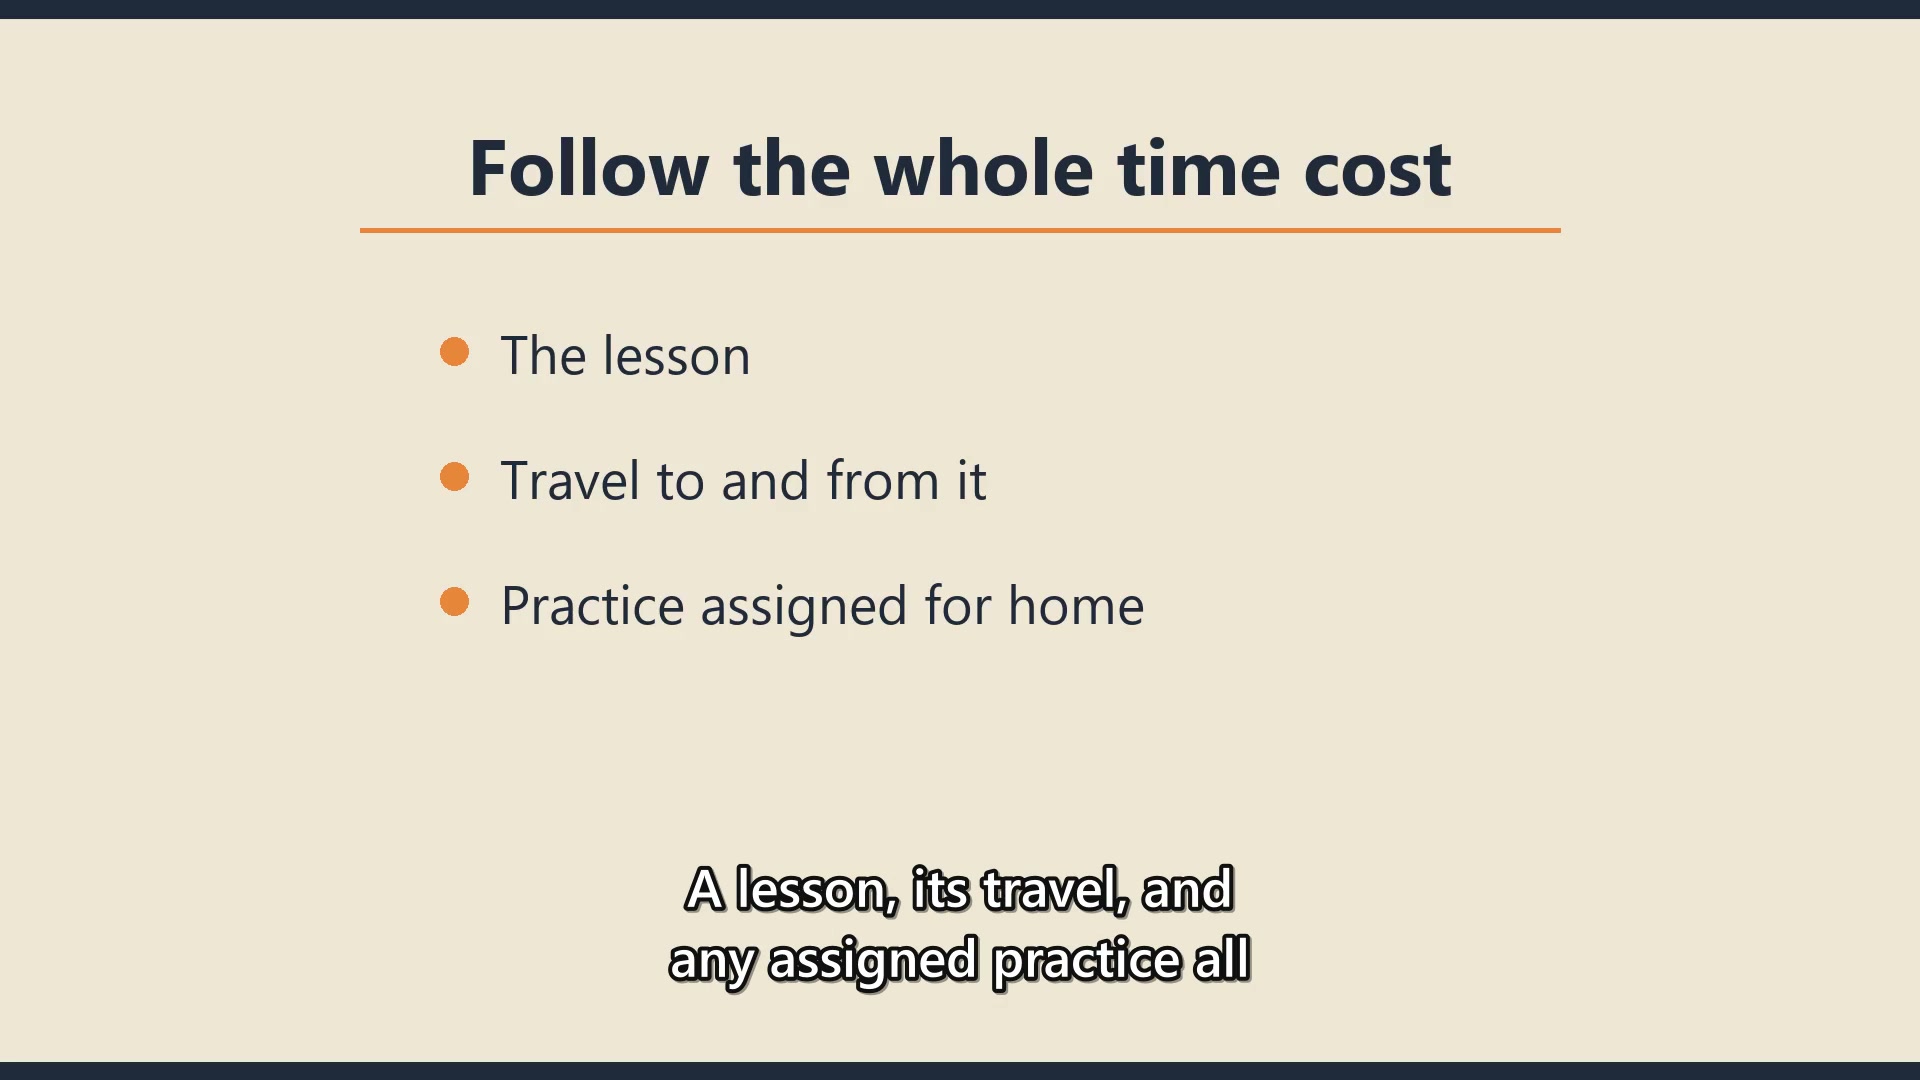 Follow the whole time cost
The lesson
Travel to and from it
Practice assigned for home
A lesson, its travel, and
any assigned practice all